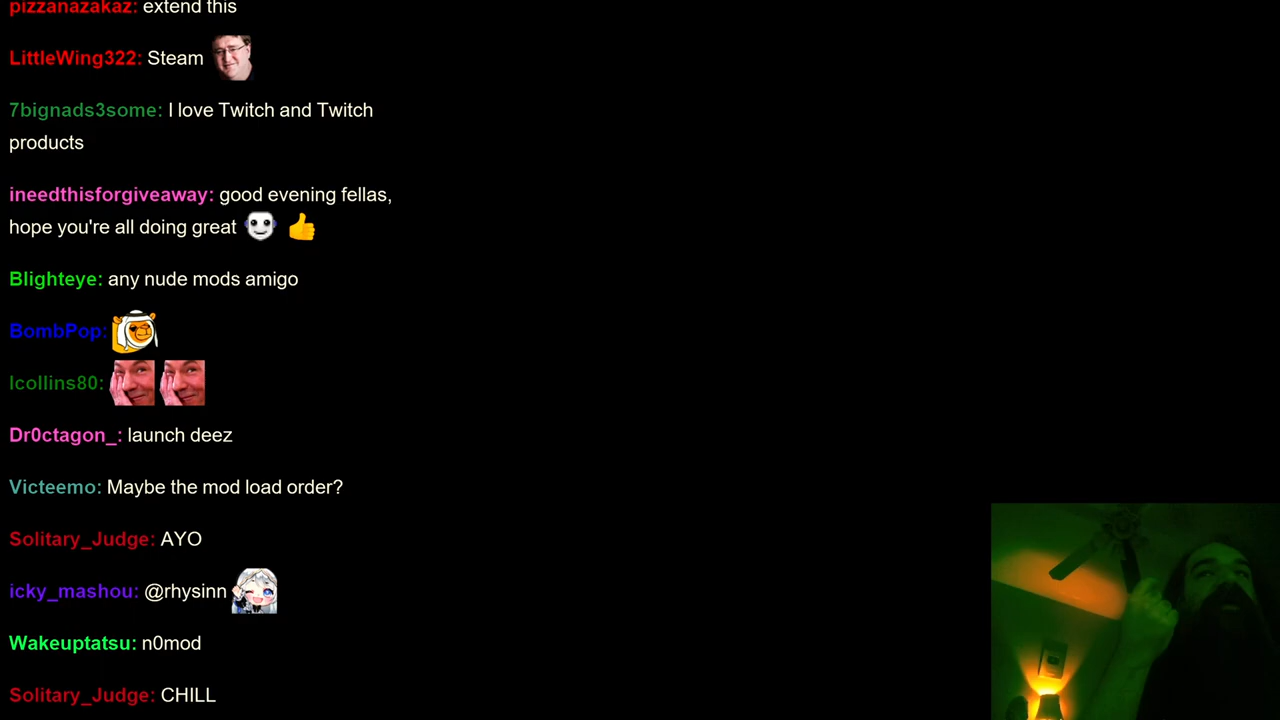 pizzanazakaz: extend this
LittleWing322: Steam
7bignads3some: I love Twitch and Twitch
products
ineedthisforgiveaway: good evening fellas,
hope you're all doing great
Blighteye: any nude mods amigo
BombPop:
lcollins80:
Dr0ctagon_: launch deez
Victeemo: Maybe the mod load order?
Solitary_Judge: AYO
icky_mashou: @rhysinn
Wakeuptatsu: n0mod
Solitary_Judge: CHILL